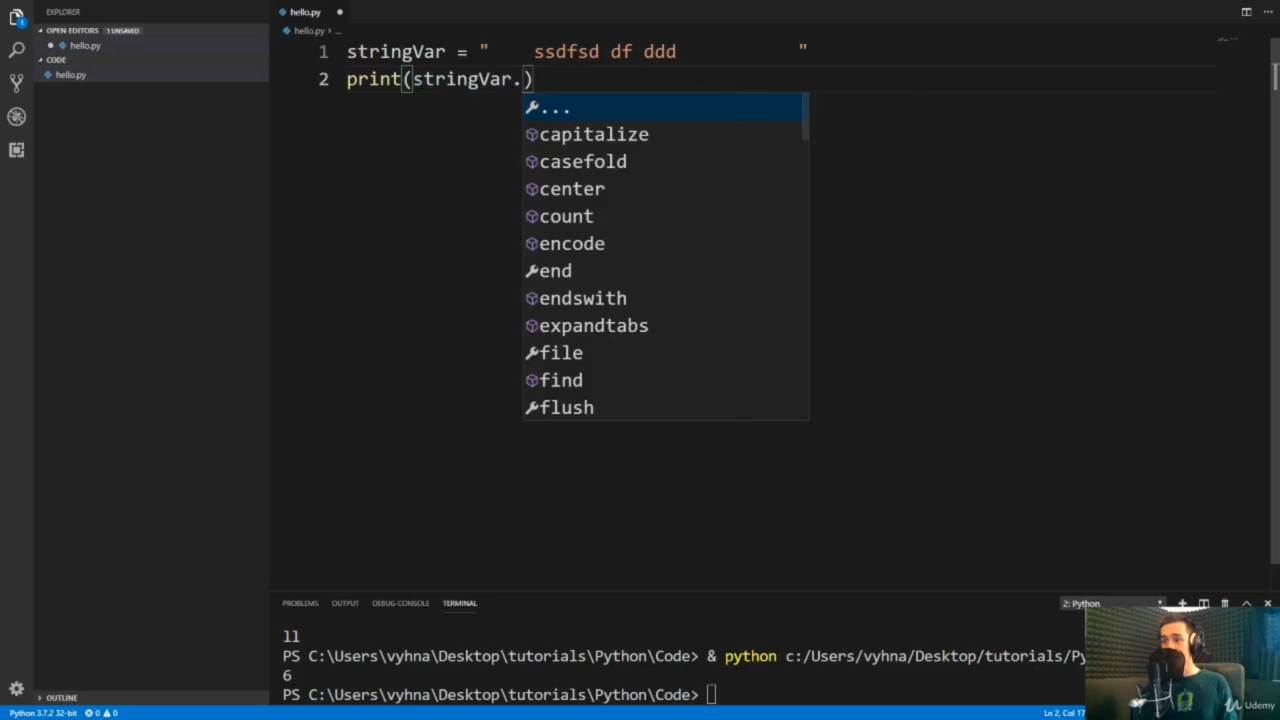 EXPLORER
OPEN EDITORS 1 UNSAVED
hello.py
CODE
hello.py
OUTLINE
hello.py
hello.py > ...
1 stringVar = "    ssdfsd df ddd           "
2 print(stringVar.)
...
capitalize
casefold
center
count
encode
end
endswith
expandtabs
file
find
flush
PROBLEMS OUTPUT DEBUG CONSOLE TERMINAL
2: Python
ll
PS C:\Users\vyhna\Desktop\tutorials\Python\Code> & python c:/Users/vyhna/Desktop/tutorials/Py
6
PS C:\Users\vyhna\Desktop\tutorials\Python\Code>
Python 3.7.2 32-bit 0 0
Ln 2, Col 17
Udemy